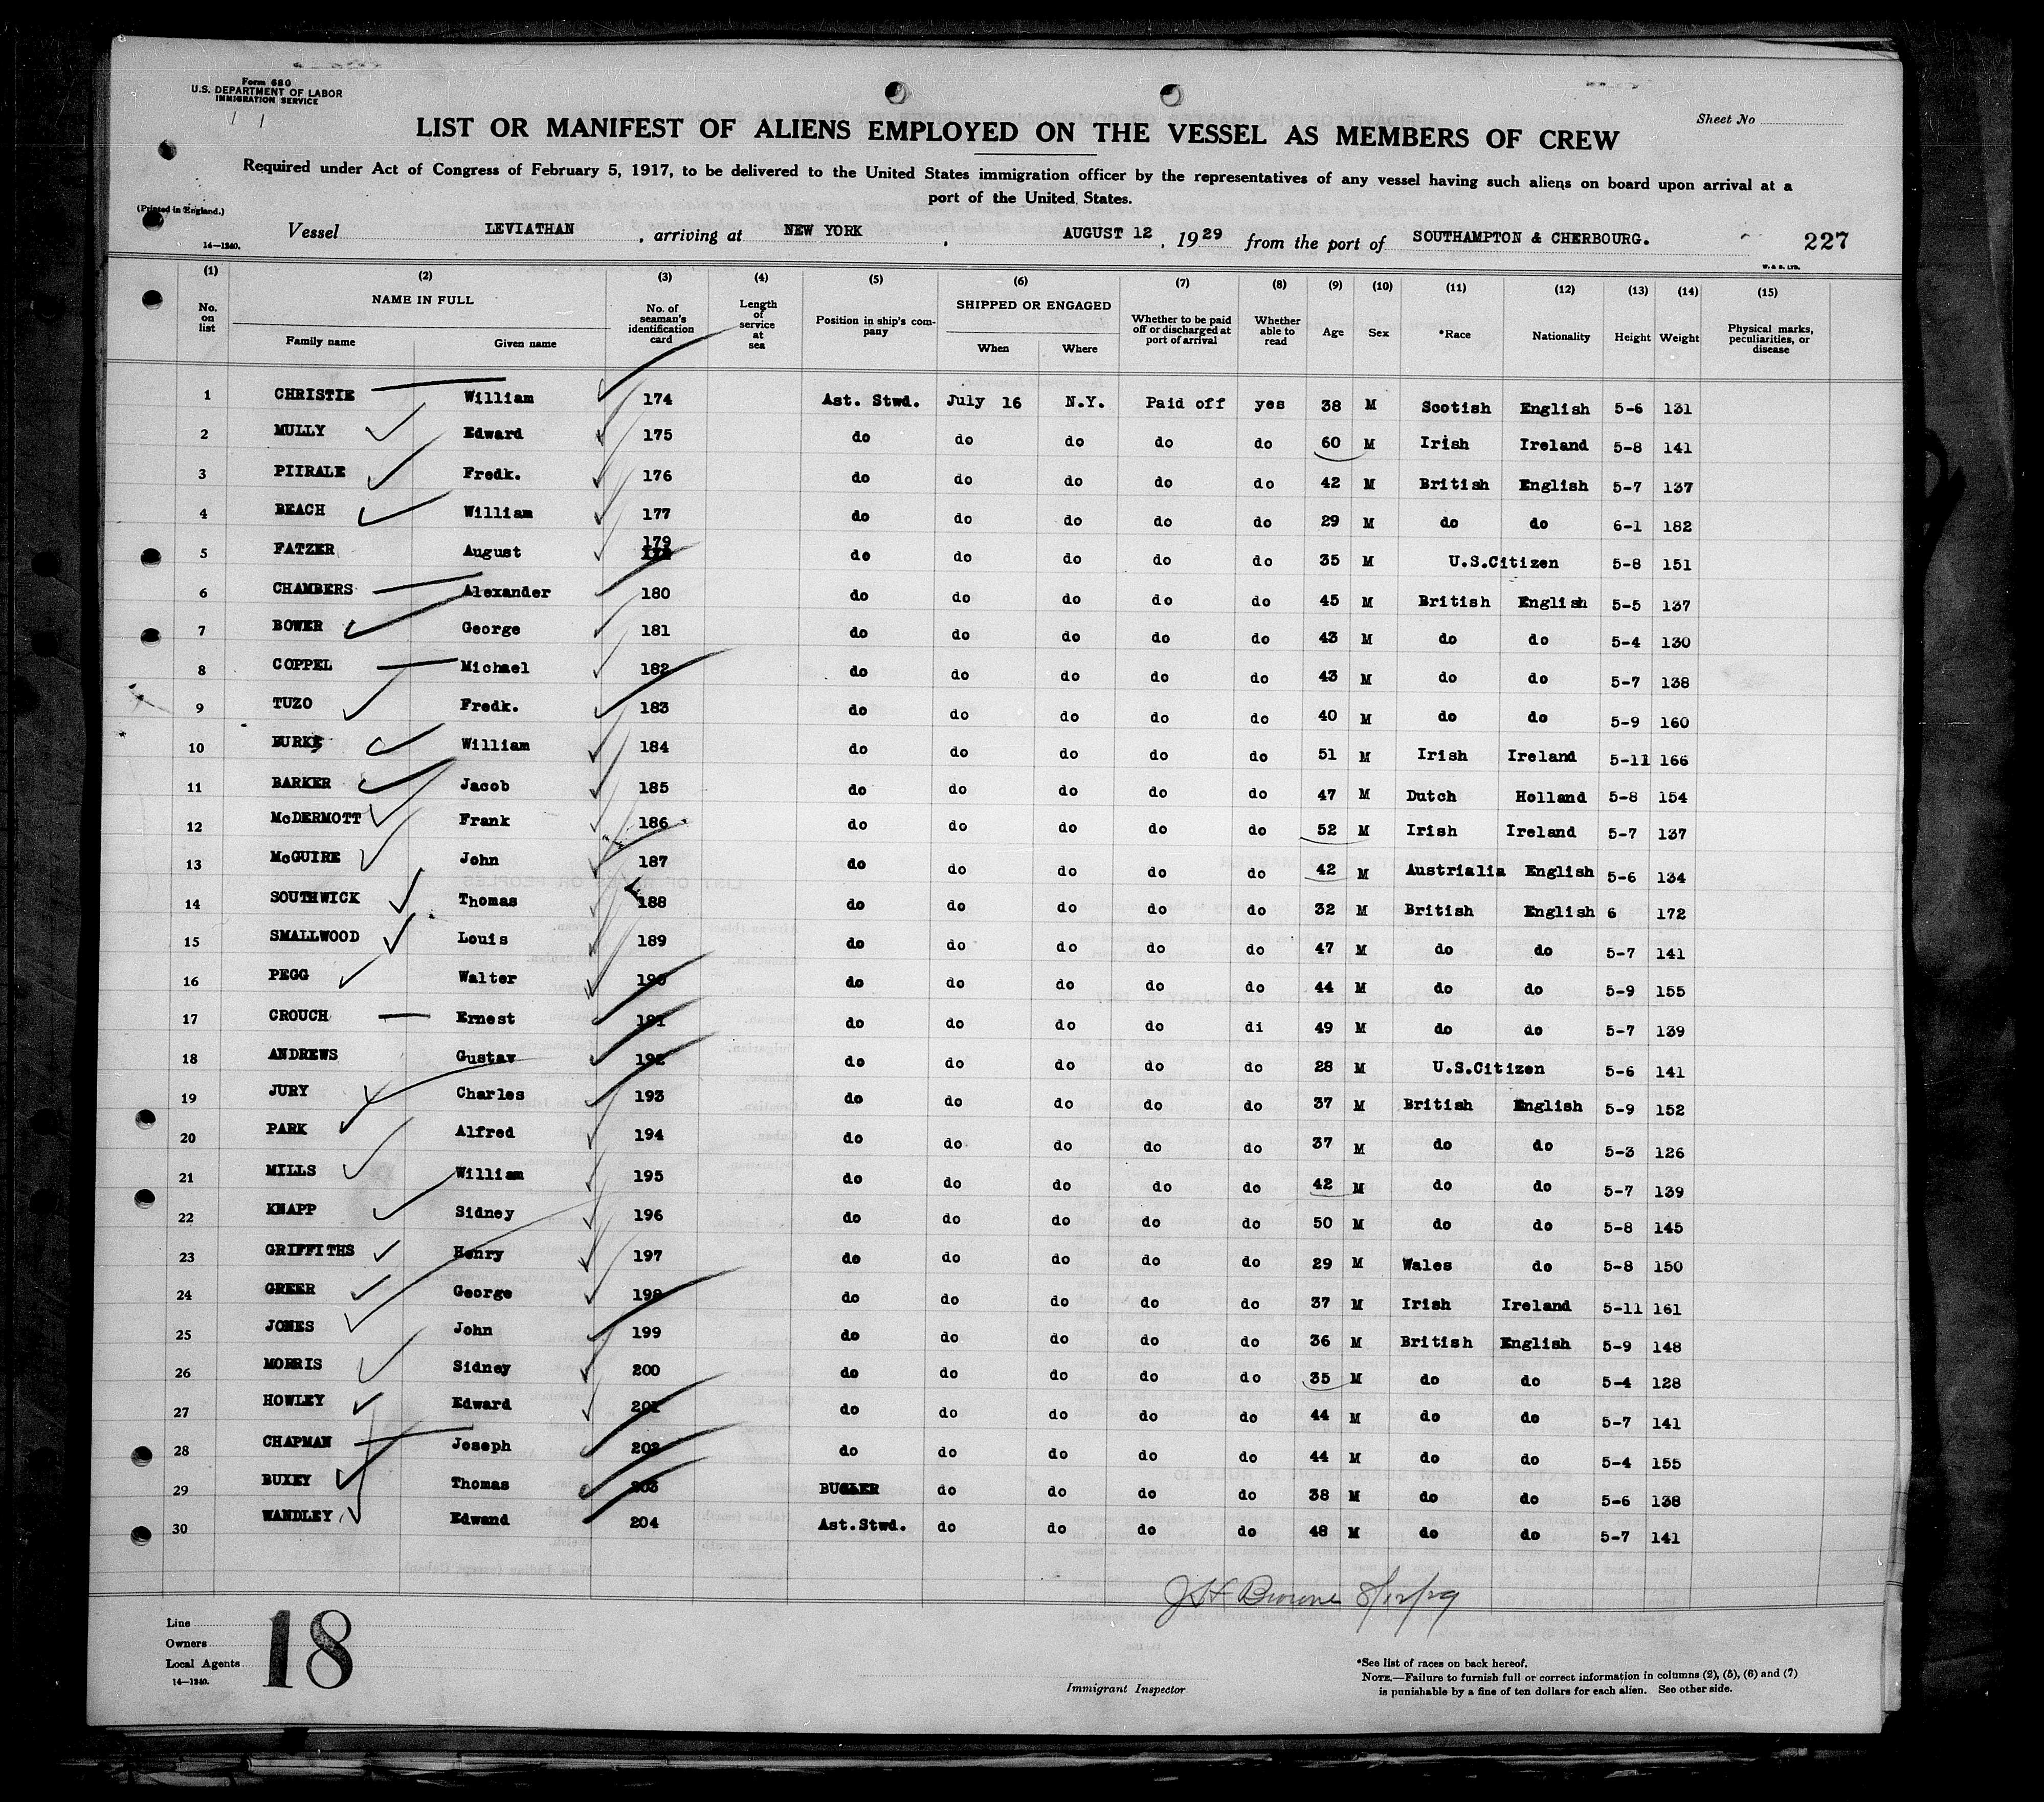 Form 680
U.S. DEPARTMENT OF LABOR
IMMIGRATION SERVICE
Sheet No
LIST OR MANIFEST OF ALIENS EMPLOYED ON THE VESSEL AS MEMBERS OF CREW
Required under Act of Congress of February 5, 1917, to be delivered to the United States immigration officer by the representatives of any vessel having such aliens on board upon arrival at a
port of the United States.
(Printed in England.)
14—1240.
Vessel LEVIATHAN, arriving at NEW YORK, AUGUST 12, 1929 from the port of SOUTHAMPTON & CHERBOURG. 227
W. & S. LTD.
(1) (2) (3) (4) (5) (6) (7) (8) (9) (10) (11) (12) (13) (14) (15)
No. on list NAME IN FULL Family name Given name No. of seaman's identification card Length of service at sea Position in ship's company SHIPPED OR ENGAGED When Where Whether to be paid off or discharged at port of arrival Whether able to read Age Sex *Race Nationality Height Weight Physical marks, peculiarities, or disease
1 CHRISTIE William 174 Ast. Stwd. July 16 N.Y. Paid off yes 38 M Scotish English 5-6 131
2 MULLY Edward 175 do do do do do 60 M Irish Ireland 5-8 141
3 PIIRALE Fredk. 176 do do do do do 42 M British English 5-7 137
4 BEACH William 177 do do do do do 29 M do do 6-1 182
5 FATZER August 179 do do do do do 35 M U.S.Citizen 5-8 151
6 CHAMBERS Alexander 180 do do do do do 45 M British English 5-5 137
7 BOWER George 181 do do do do do 43 M do do 5-4 130
8 COPPEL Michael 182 do do do do do 43 M do do 5-7 138
9 TUZO Fredk. 183 do do do do do 40 M do do 5-9 160
10 BURKE William 184 do do do do do 51 M Irish Ireland 5-11 166
11 BARKER Jacob 185 do do do do do 47 M Dutch Holland 5-8 154
12 McDERMOTT Frank 186 do do do do do 52 M Irish Ireland 5-7 137
13 McGUIRE John 187 do do do do do 42 M Austrialia English 5-6 134
14 SOUTHWICK Thomas 188 do do do do do 32 M British English 6 172
15 SMALLWOOD Louis 189 do do do do do 47 M do do 5-7 141
16 PEGG Walter 190 do do do do do 44 M do do 5-9 155
17 CROUCH Ernest 191 do do do do di 49 M do do 5-7 139
18 ANDREWS Gustav 192 do do do do do 28 M U.S.Citizen 5-6 141
19 JURY Charles 193 do do do do do 37 M British English 5-9 152
20 PARK Alfred 194 do do do do do 37 M do do 5-3 126
21 MILLS William 195 do do do do do 42 M do do 5-7 139
22 KNAPP Sidney 196 do do do do do 50 M do do 5-8 145
23 GRIFFITHS Henry 197 do do do do do 29 M Wales do 5-8 150
24 GREER George 198 do do do do do 37 M Irish Ireland 5-11 161
25 JONES John 199 do do do do do 36 M British English 5-9 148
26 MORRIS Sidney 200 do do do do do 35 M do do 5-4 128
27 HOWLEY Edward 201 do do do do do 44 M do do 5-7 141
28 CHAPMAN Joseph 202 do do do do do 44 M do do 5-4 155
29 BUXEY Thomas 203 BUGLER do do do do 38 M do do 5-6 138
30 WANDLEY Edwand 204 Ast.Stwd. do do do do 48 M do do 5-7 141
J H Browne 8/12/29
Line
Owners
Local Agents
14—1240.
18
Immigrant Inspector
*See list of races on back hereof.
NOTE.—Failure to furnish full or correct information in columns (2), (5), (6) and (7)
is punishable by a fine of ten dollars for each alien. See other side.